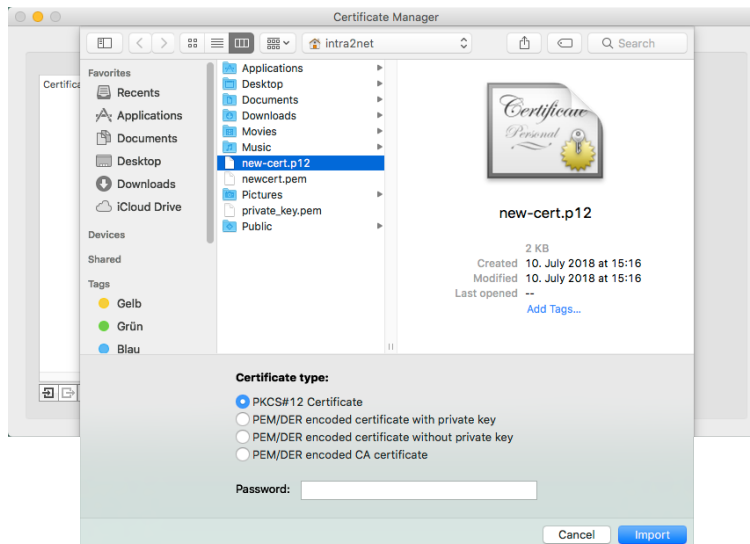 Certificate Manager
intra2net
Search
Certifica
Favorites
Recents
Applications
Documents
Desktop
Downloads
iCloud Drive
Devices
Shared
Tags
Gelb
Grün
Blau
Applications
Desktop
Documents
Downloads
Movies
Music
new-cert.p12
newcert.pem
Pictures
private_key.pem
Public
Certificate
Personal
new-cert.p12
2 KB
Created 10. July 2018 at 15:16
Modified 10. July 2018 at 15:16
Last opened --
Add Tags...
Certificate type:
PKCS#12 Certificate
PEM/DER encoded certificate with private key
PEM/DER encoded certificate without private key
PEM/DER encoded CA certificate
Password:
Cancel
Import